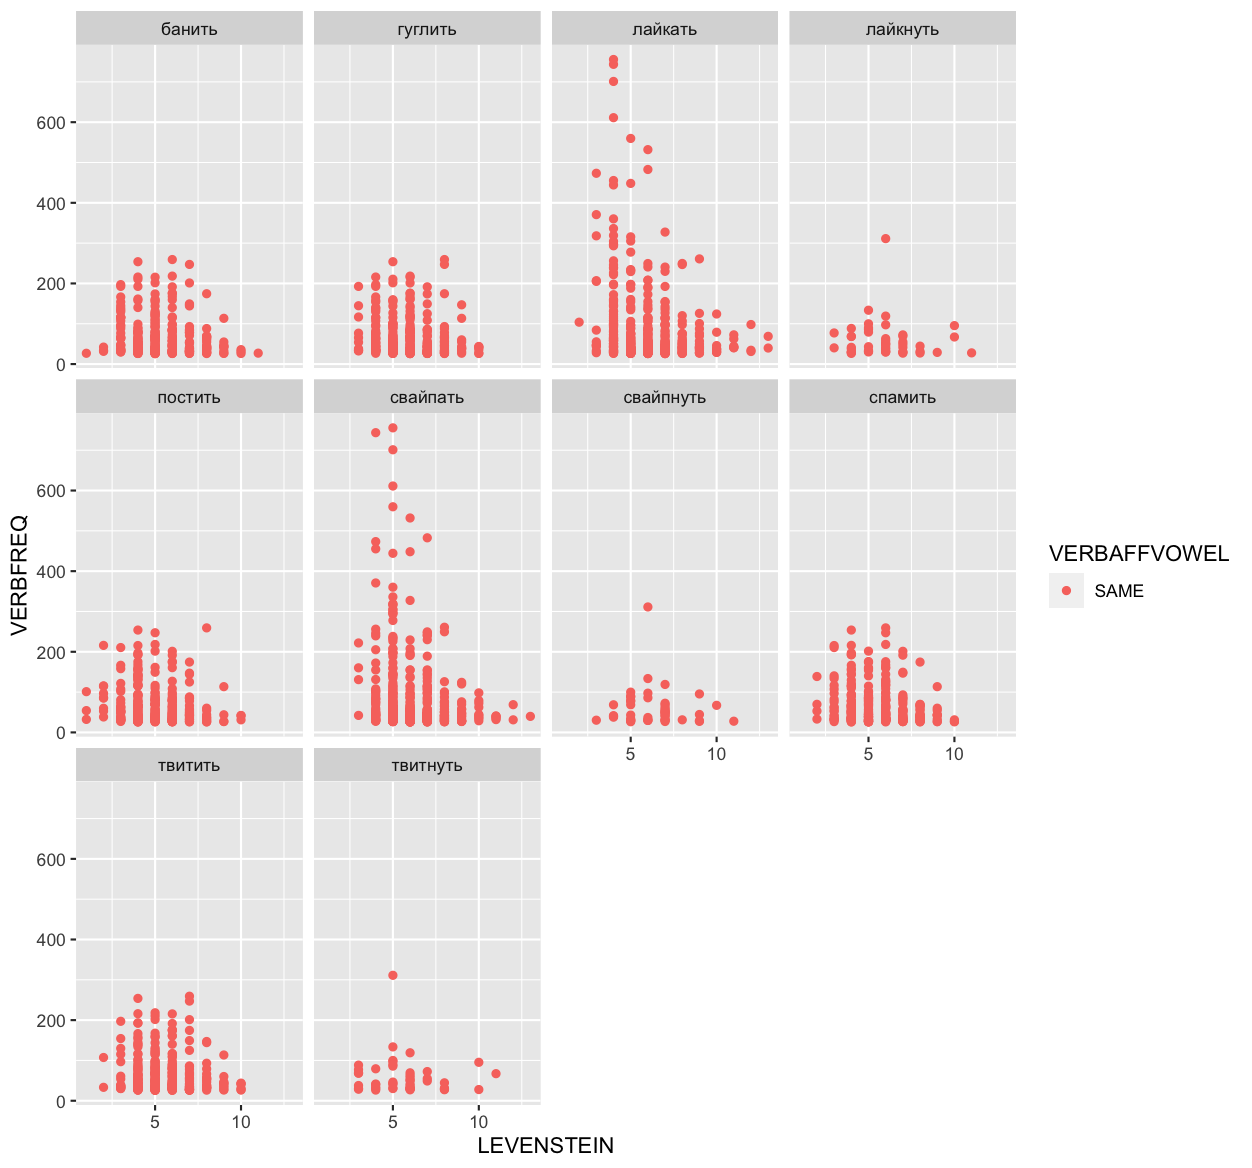 банить гуглить лайкать лайкнуть
600
400
200
0
постить свайпать свайпнуть спамить
600
400
200
0
5 10 5 10
твитить твитнуть
600
400
200
0
5 10 5 10
LEVENSTEIN
VERBFREQ
VERBAFFVOWEL
SAME